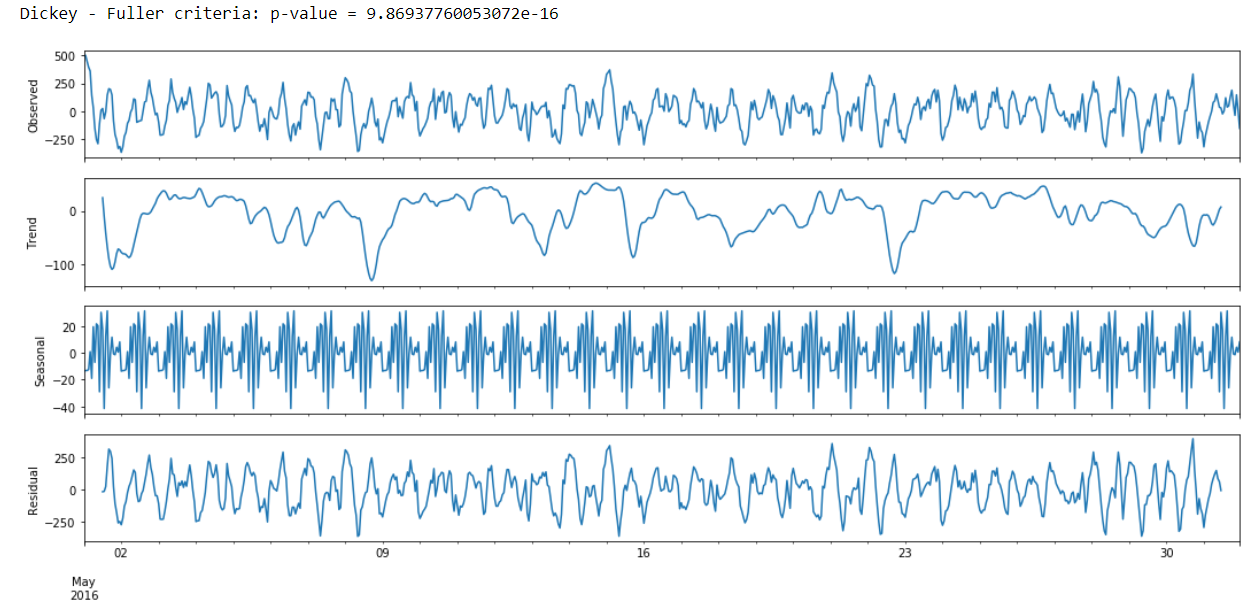 Dickey - Fuller criteria: p-value = 9.86937760053072e-16
500
250
0
−250
Observed
0
−100
Trend
20
0
−20
−40
Seasonal
250
0
−250
Residual
02 09 16 23 30
May
2016